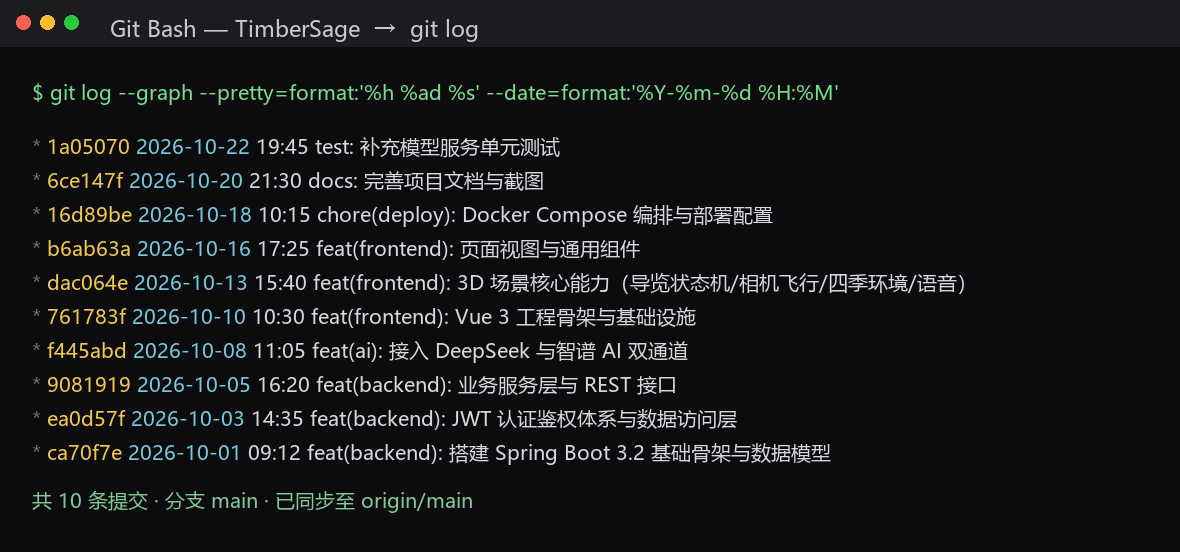 Git Bash — TimberSage → git log
$ git log --graph --pretty=format:'%h %ad %s' --date=format:'%Y-%m-%d %H:%M'
* 1a05070 2026-10-22 19:45 test: 补充模型服务单元测试
* 6ce147f 2026-10-20 21:30 docs: 完善项目文档与截图
* 16d89be 2026-10-18 10:15 chore(deploy): Docker Compose 编排与部署配置
* b6ab63a 2026-10-16 17:25 feat(frontend): 页面视图与通用组件
* dac064e 2026-10-13 15:40 feat(frontend): 3D 场景核心能力（导览状态机/相机飞行/四季环境/语音）
* 761783f 2026-10-10 10:30 feat(frontend): Vue 3 工程骨架与基础设施
* f445abd 2026-10-08 11:05 feat(ai): 接入 DeepSeek 与智谱 AI 双通道
* 9081919 2026-10-05 16:20 feat(backend): 业务服务层与 REST 接口
* ea0d57f 2026-10-03 14:35 feat(backend): JWT 认证鉴权体系与数据访问层
* ca70f7e 2026-10-01 09:12 feat(backend): 搭建 Spring Boot 3.2 基础骨架与数据模型
共 10 条提交 · 分支 main · 已同步至 origin/main